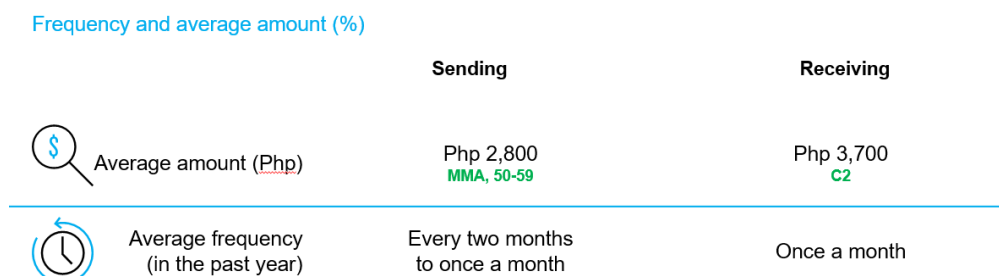 Frequency and average amount (%)
Sending Receiving
$
Average amount (Php) Php 2,800 Php 3,700
MMA, 50-59 C2
Average frequency Every two months Once a month
(in the past year) to once a month